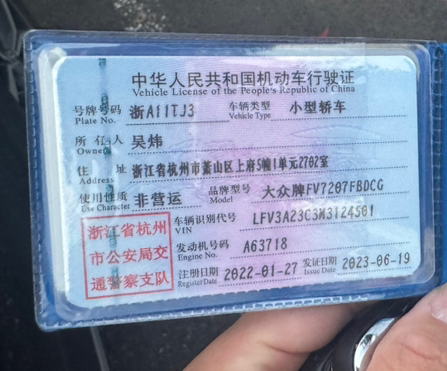 中华人民共和国机动车行驶证
Vehicle License of the People's Republic of China
号牌号码 浙A11TJ3 车辆类型 小型轿车
Plate No. Vehicle Type
所有人 吴炜
Owner
住址 浙江省杭州市萧山区上府5幢1单元2702室
Address
使用性质 非营运 品牌型号 大众牌FV7207FBDCG
Use Character Model
浙江省杭州
市公安局交
通警察支队
车辆识别代号 LFV3A23C3M3124501
VIN
发动机号码 A63718
Engine No.
注册日期 2022-01-27 发证日期 2023-06-19
Register Date Issue Date